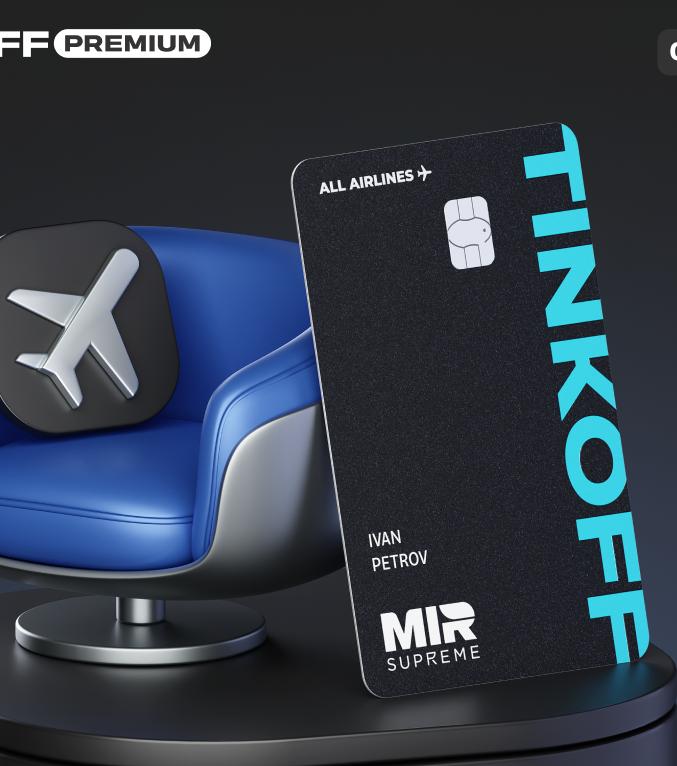 FF PREMIUM
ALL AIRLINES
TINKOFF
IVAN
PETROV
MIR
SUPREME